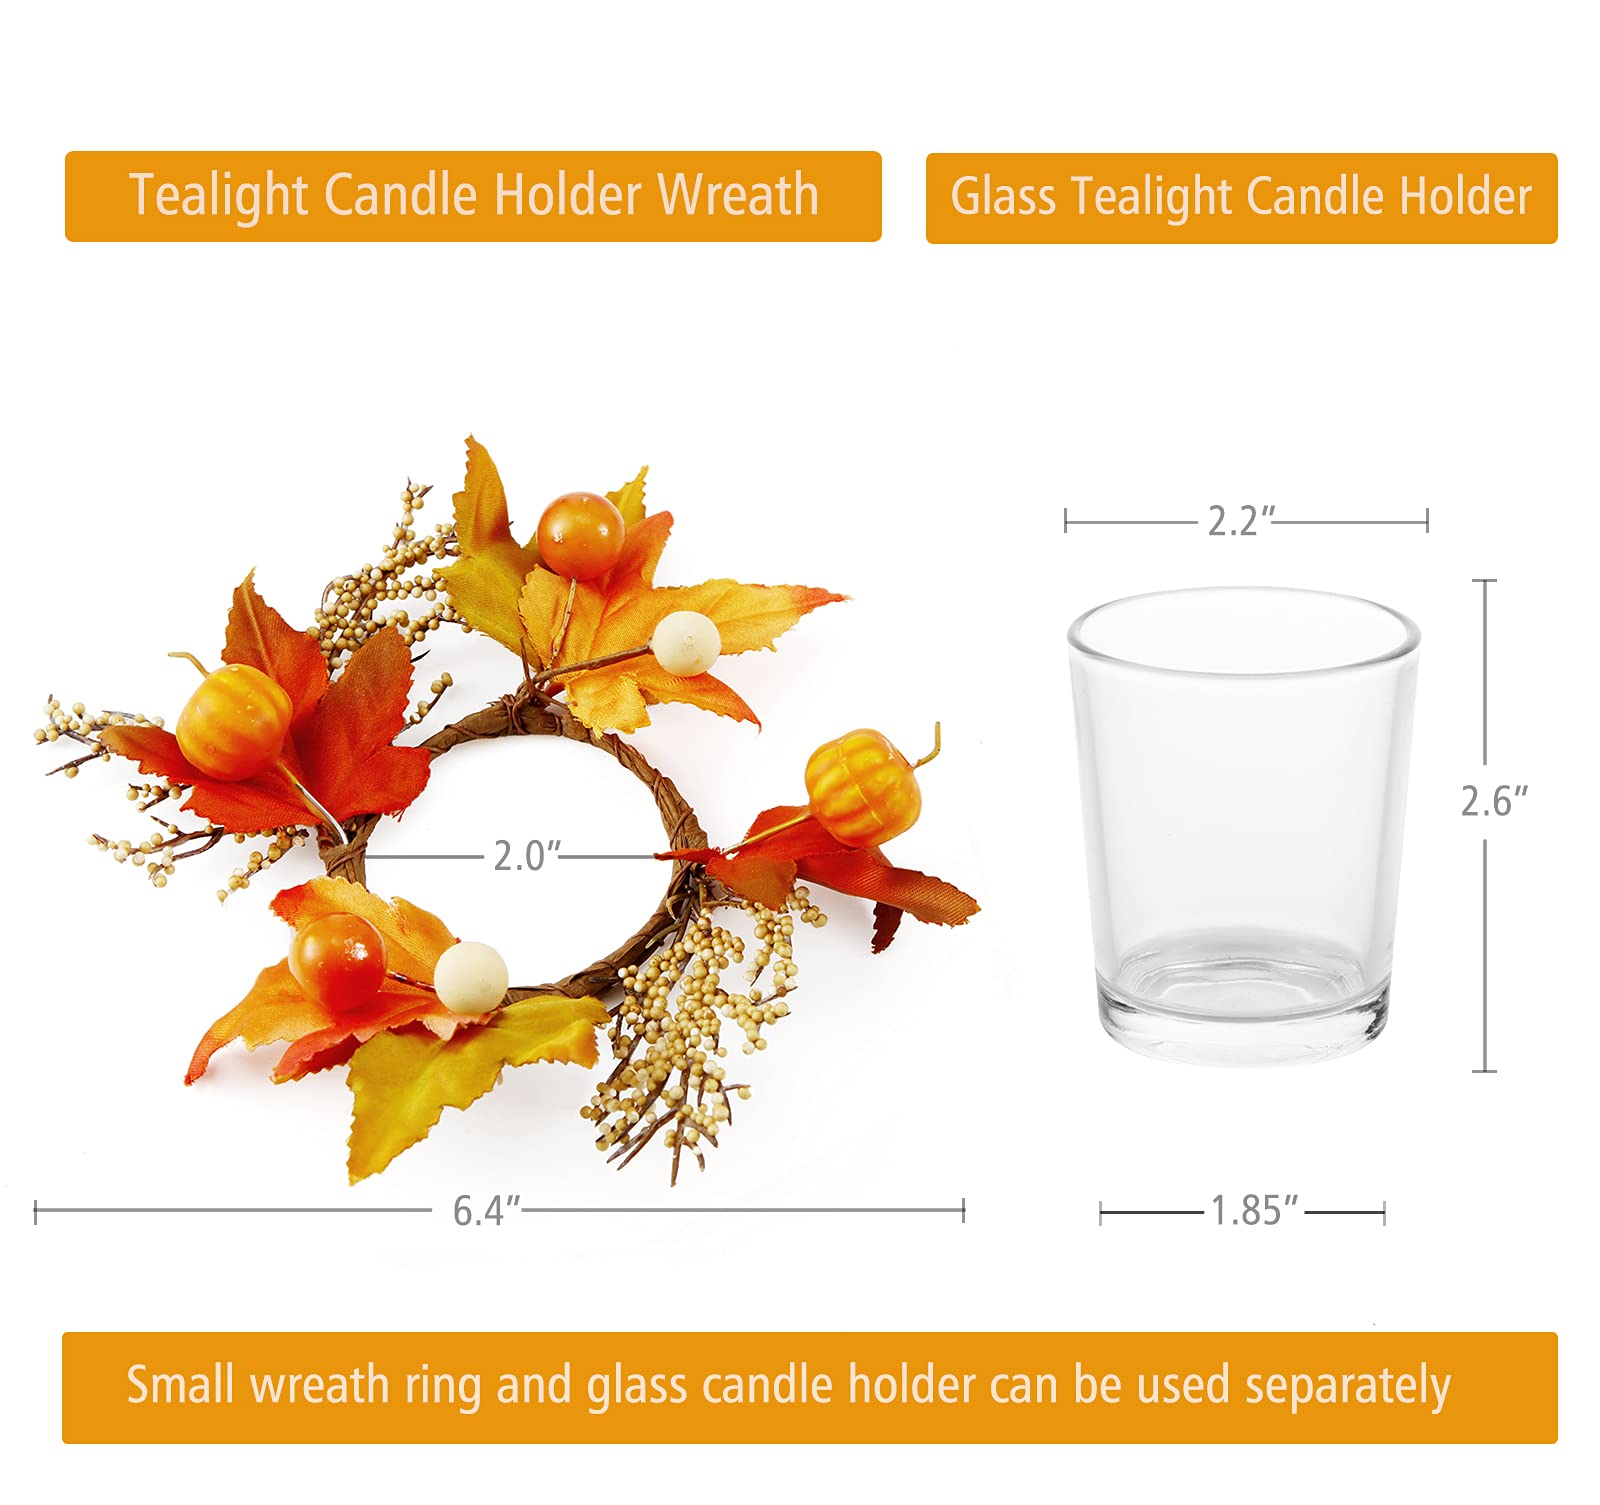 Tealight Candle Holder Wreath
Glass Tealight Candle Holder
2.2”
2.6”
2.0”
6.4”
1.85”
Small wreath ring and glass candle holder can be used separately